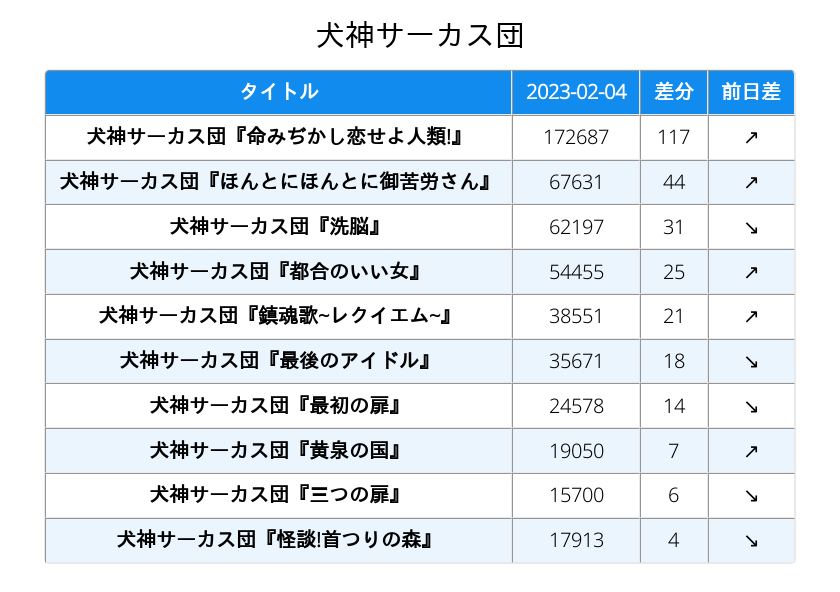 犬神サーカス団
タイトル 2023-02-04 差分 前日差
犬神サーカス団『命みぢかし恋せよ人類!』 172687 117 ↗
犬神サーカス団『ほんとにほんとに御苦労さん』 67631 44 ↗
犬神サーカス団『洗脳』 62197 31 ↘
犬神サーカス団『都合のいい女』 54455 25 ↗
犬神サーカス団『鎮魂歌~レクイエム~』 38551 21 ↗
犬神サーカス団『最後のアイドル』 35671 18 ↘
犬神サーカス団『最初の扉』 24578 14 ↘
犬神サーカス団『黄泉の国』 19050 7 ↗
犬神サーカス団『三つの扉』 15700 6 ↘
犬神サーカス団『怪談!首つりの森』 17913 4 ↘